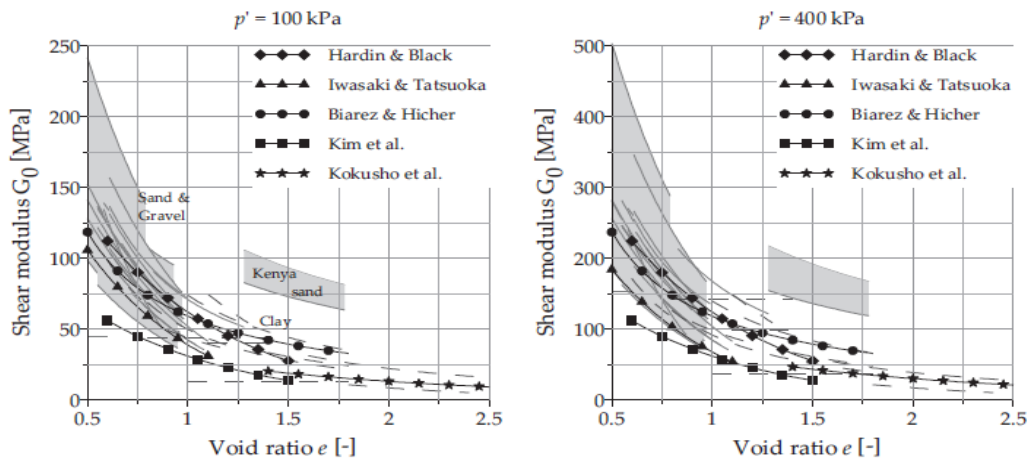 p' = 100 kPa
250
200
150
100
50
0
0.5
1
1.5
2
2.5
Shear modulus G0 [MPa]
Void ratio e [-]
Hardin & Black
Iwasaki & Tatsuoka
Biarez & Hicher
Kim et al.
Kokusho et al.
Sand &
Gravel
Kenya
sand
Clay
p' = 400 kPa
500
400
300
200
100
0
0.5
1
1.5
2
2.5
Shear modulus G0 [MPa]
Void ratio e [-]
Hardin & Black
Iwasaki & Tatsuoka
Biarez & Hicher
Kim et al.
Kokusho et al.